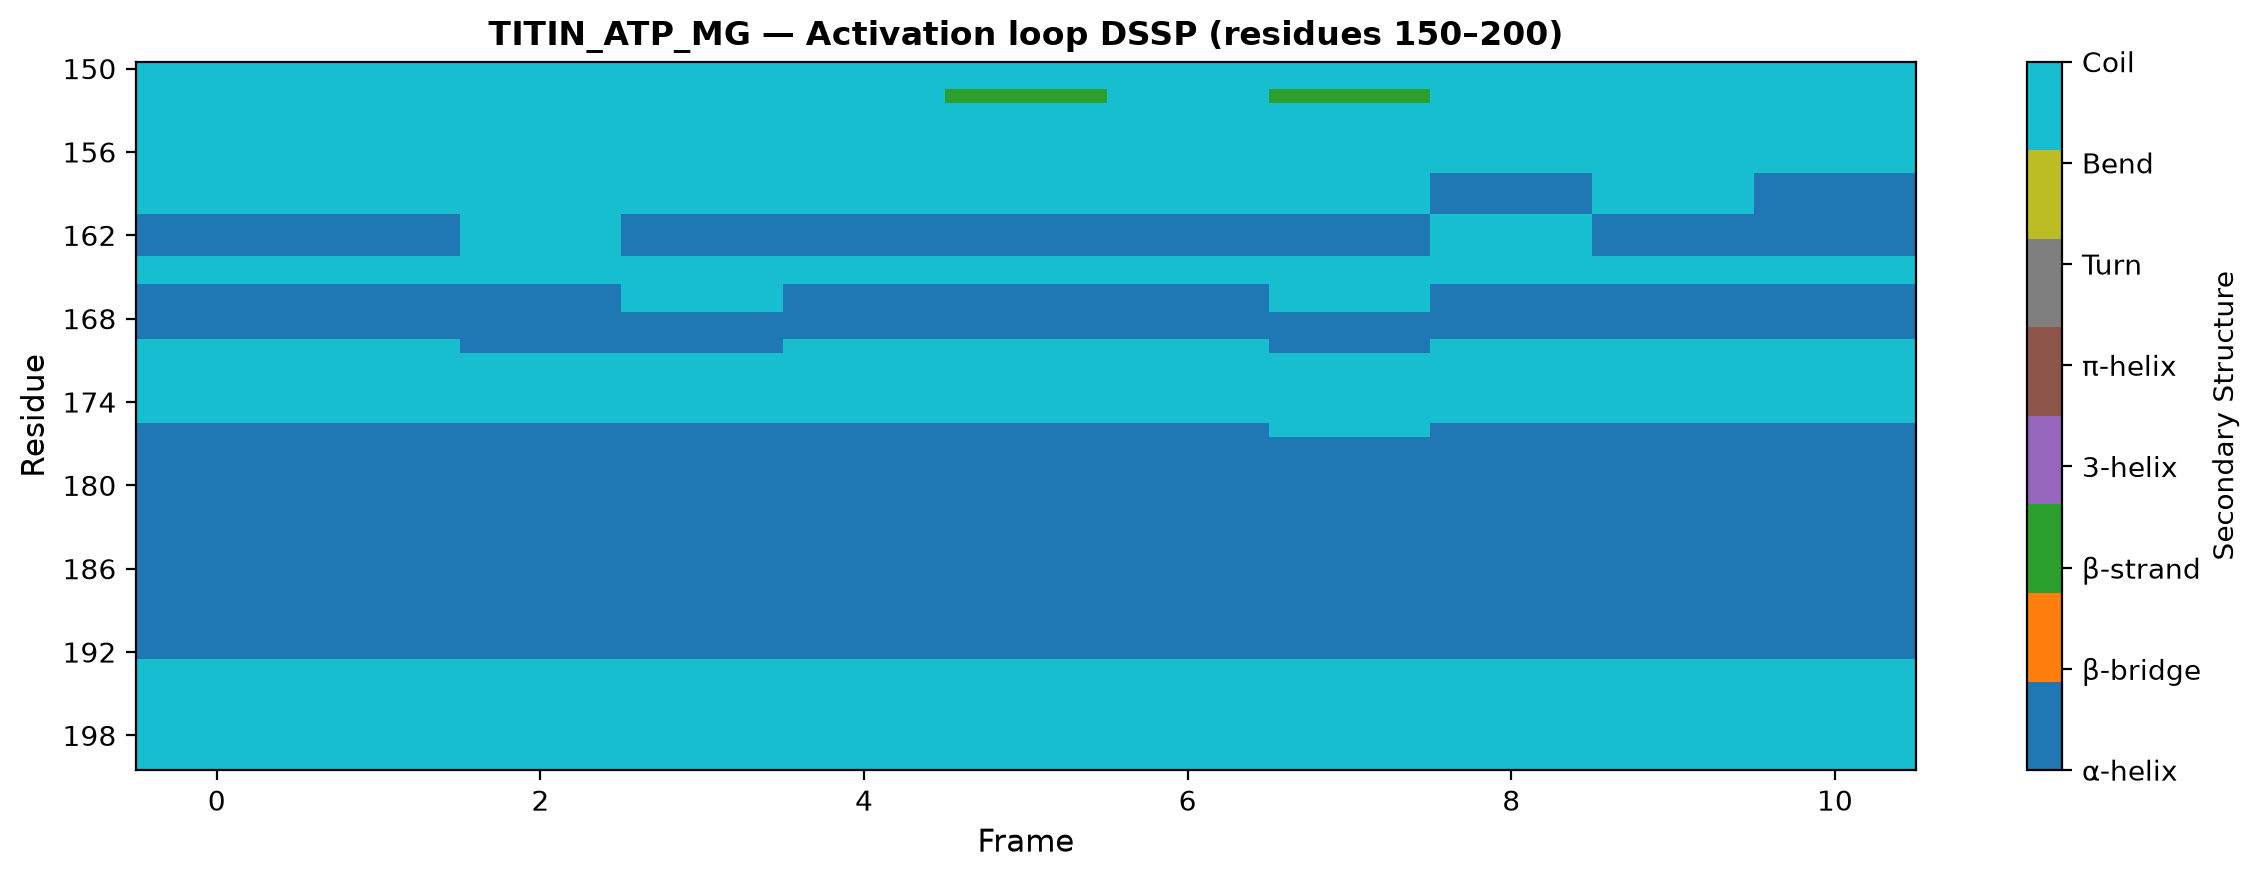 TITIN_ATP_MG — Activation loop DSSP (residues 150–200)
150
156
162
168
174
180
186
192
198
Residue
0
2
4
6
8
10
Frame
Coil
Bend
Turn
π-helix
3-helix
β-strand
β-bridge
α-helix
Secondary Structure